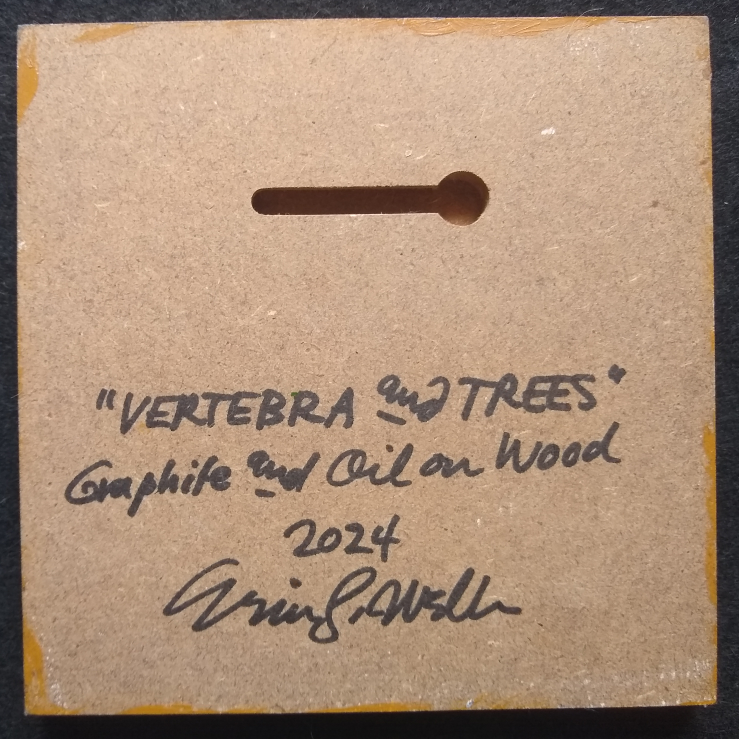 "VERTEBRA and TREES"
Graphite and Oil on Wood
2024